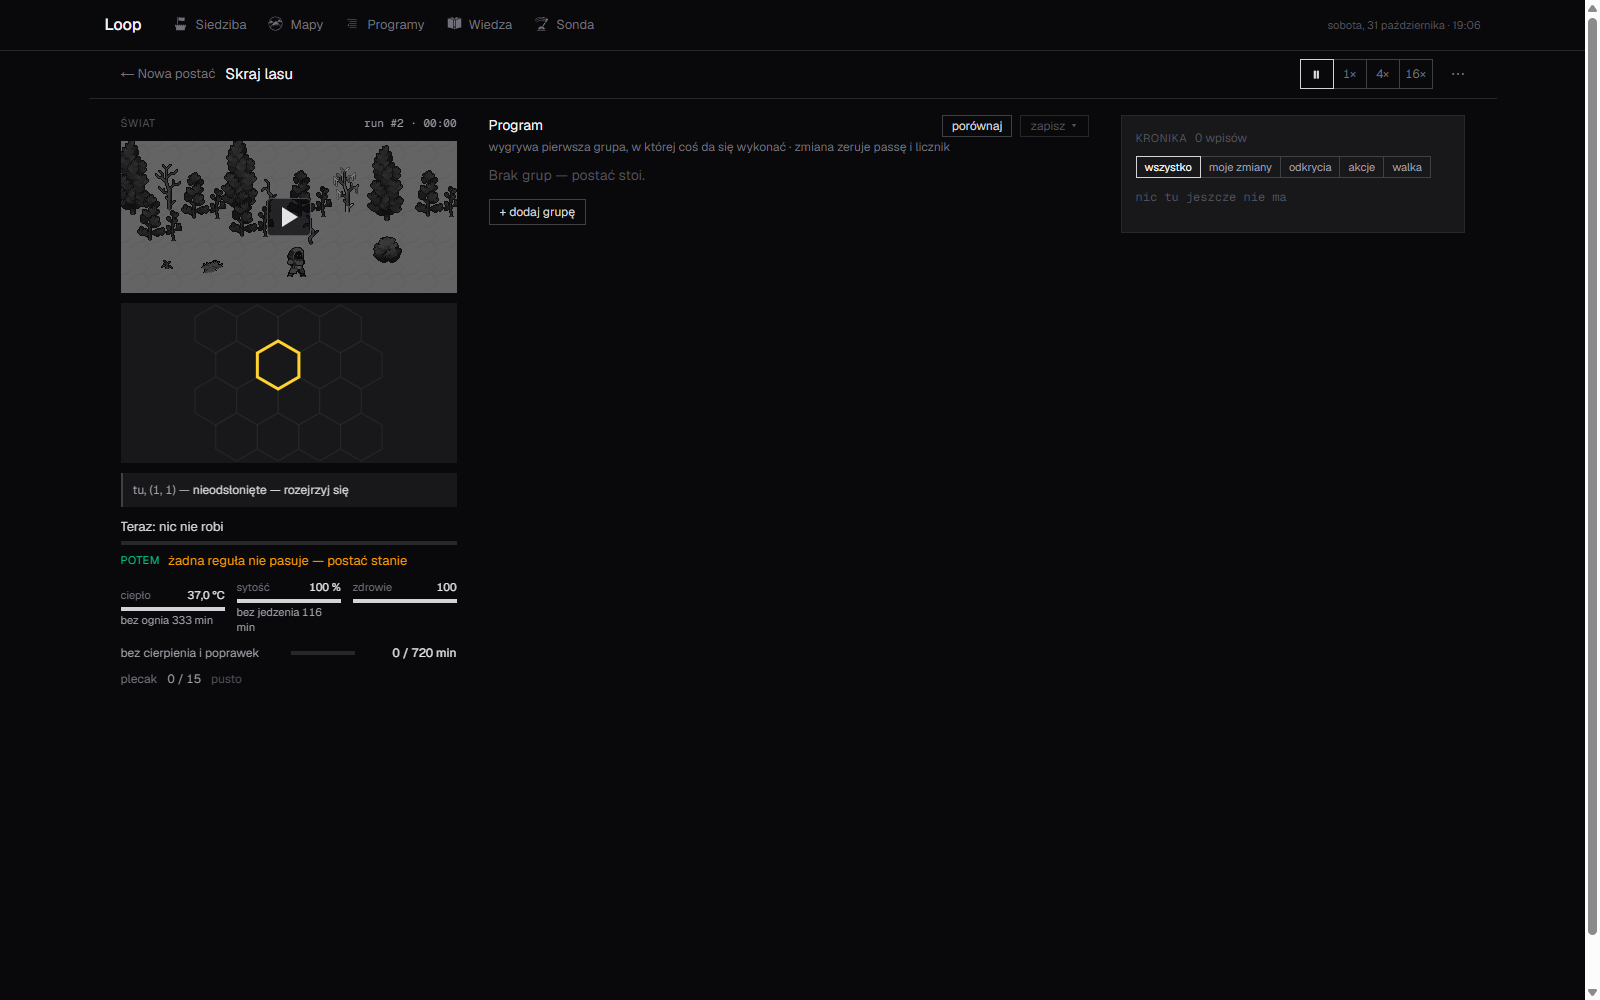 Loop Siedziba Mapy Programy Wiedza Sonda sobota, 31 października · 19:06
← Nowa postać Skraj lasu 1× 4× 16× ···
ŚWIAT run #2 · 00:00
Program porównaj zapisz
wygrywa pierwsza grupa, w której coś da się wykonać · zmiana zeruje passę i licznik
Brak grup — postać stoi.
+ dodaj grupę
KRONIKA 0 wpisów
wszystko moje zmiany odkrycia akcje walka
nic tu jeszcze nie ma
tu, (1, 1) — nieodsłonięte — rozejrzyj się
Teraz: nic nie robi
POTEM żadna reguła nie pasuje — postać stanie
ciepło 37,0 °C
bez ognia 333 min
sytość 100 %
bez jedzenia 116
min
zdrowie 100
bez cierpienia i poprawek 0 / 720 min
plecak 0 / 15 pusto